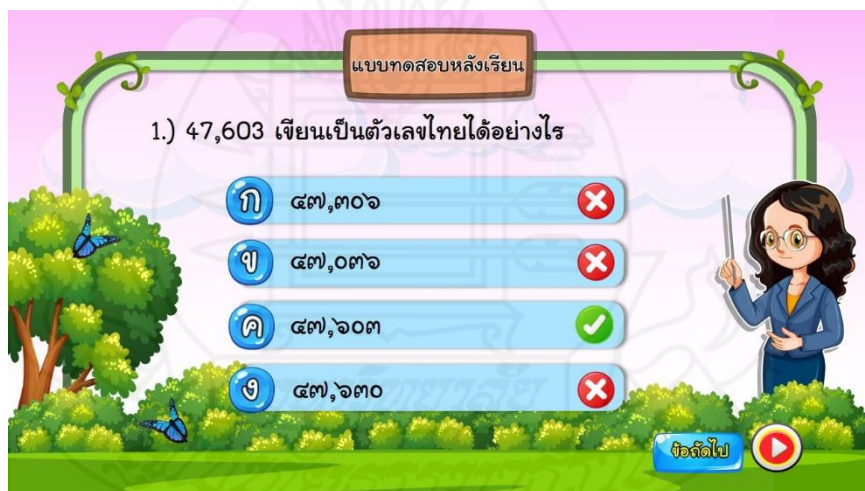 แบบทดสอบหลังเรียน
1.) 47,603 เขียนเป็นตัวเลขไทยได้อย่างไร
ก ๔๗,๓๐๖
ข ๔๗,๐๓๖
ค ๔๗,๖๐๓
ง ๔๗,๖๓๐
ข้อถัดไป